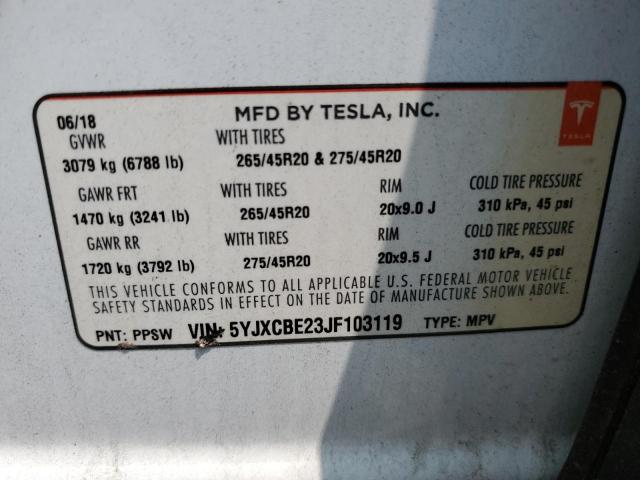 06/18 MFD BY TESLA, INC.
GVWR WITH TIRES
3079 kg (6788 lb) 265/45R20 & 275/45R20
TESLA
GAWR FRT WITH TIRES RIM COLD TIRE PRESSURE
1470 kg (3241 lb) 265/45R20 20x9.0 J 310 kPa, 45 psi
GAWR RR WITH TIRES RIM COLD TIRE PRESSURE
1720 kg (3792 lb) 275/45R20 20x9.5 J 310 kPa, 45 psi
THIS VEHICLE CONFORMS TO ALL APPLICABLE U.S. FEDERAL MOTOR VEHICLE
SAFETY STANDARDS IN EFFECT ON THE DATE OF MANUFACTURE SHOWN ABOVE.
PNT: PPSW VIN: 5YJXCBE23JF103119 TYPE: MPV